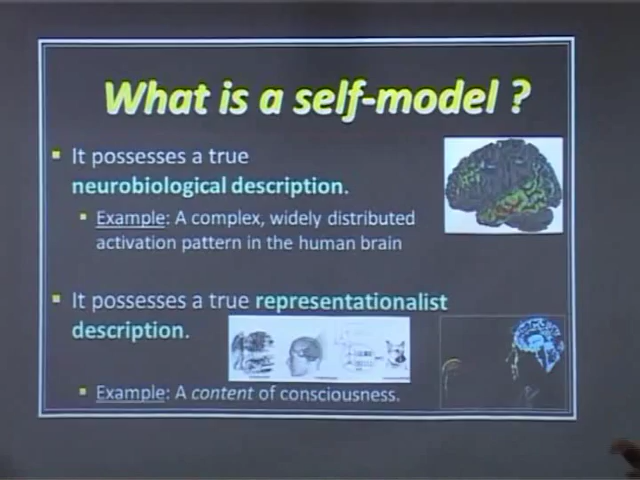 What is a self-model ?
It possesses a true
neurobiological description.
Example: A complex, widely distributed
activation pattern in the human brain
It possesses a true representationalist
description.
Example: A content of consciousness.